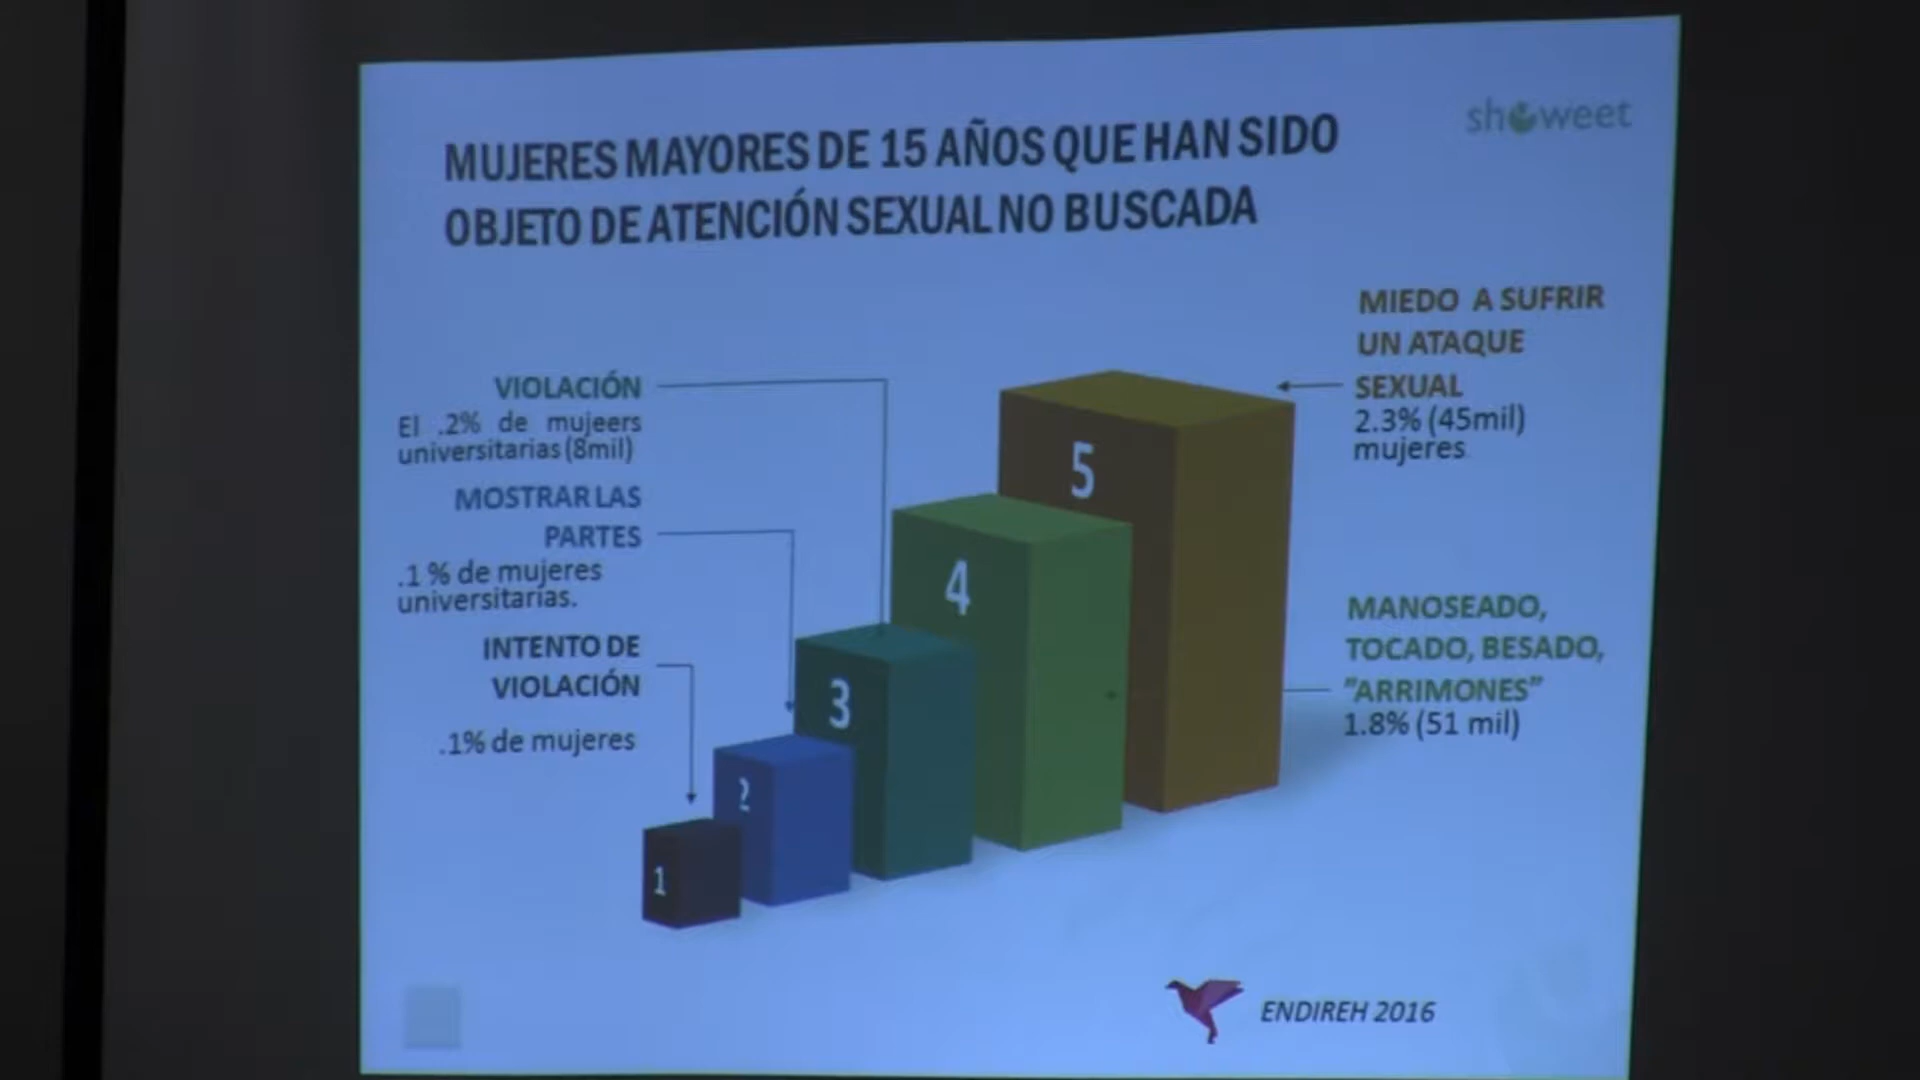 showeet
MUJERES MAYORES DE 15 AÑOS QUE HAN SIDO
OBJETO DE ATENCIÓN SEXUAL NO BUSCADA
VIOLACIÓN
El .2% de mujeers
universitarias (8mil)
MOSTRAR LAS
PARTES
.1 % de mujeres
universitarias.
INTENTO DE
VIOLACIÓN
.1% de mujeres
1
2
3
4
5
MIEDO A SUFRIR
UN ATAQUE
SEXUAL
2.3% (45mil)
mujeres
MANOSEADO,
TOCADO, BESADO,
"ARRIMONES"
1.8% (51 mil)
ENDIREH 2016